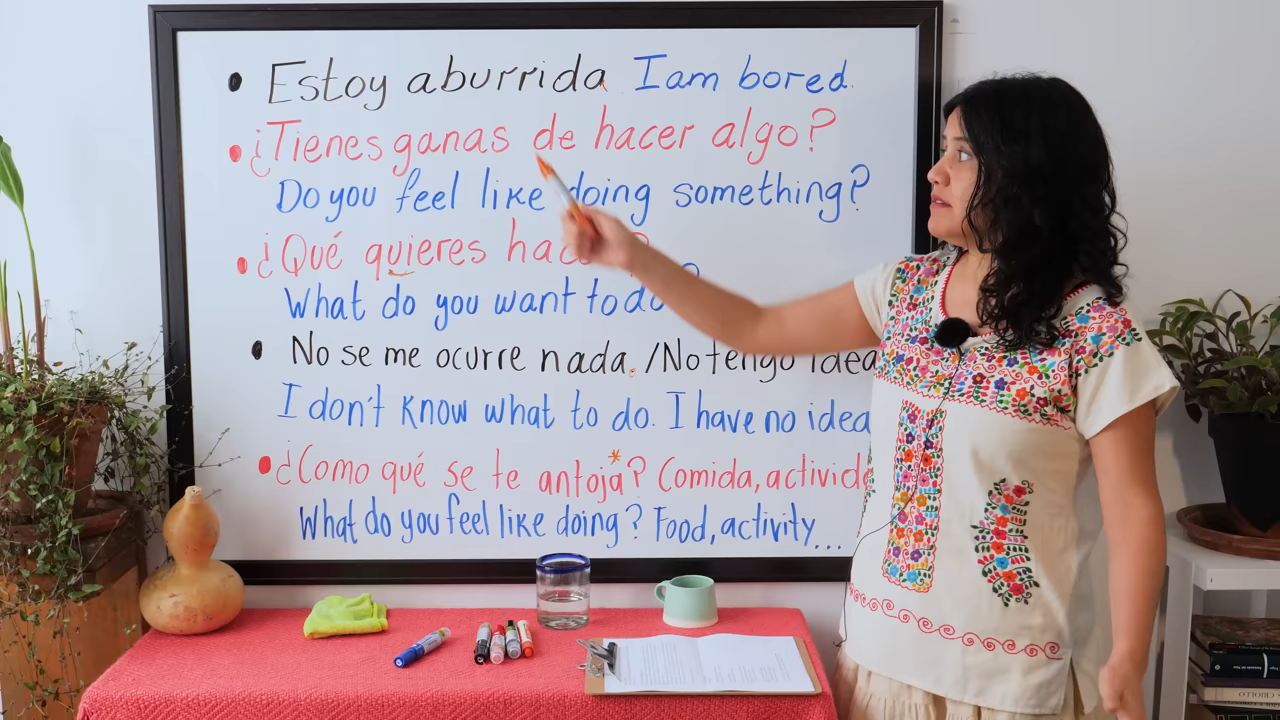 • Estoy aburrida I am bored.
• ¿Tienes ganas de hacer algo?
Do you feel like doing something?
• ¿Qué quieres ?
What do you want to do ?
• No se me ocurre nada. / No tengo idea
I don't know what to do. I have no idea
• ¿Como qué se te antoja*? Comida,
What do you feel like doing? Food, activity...